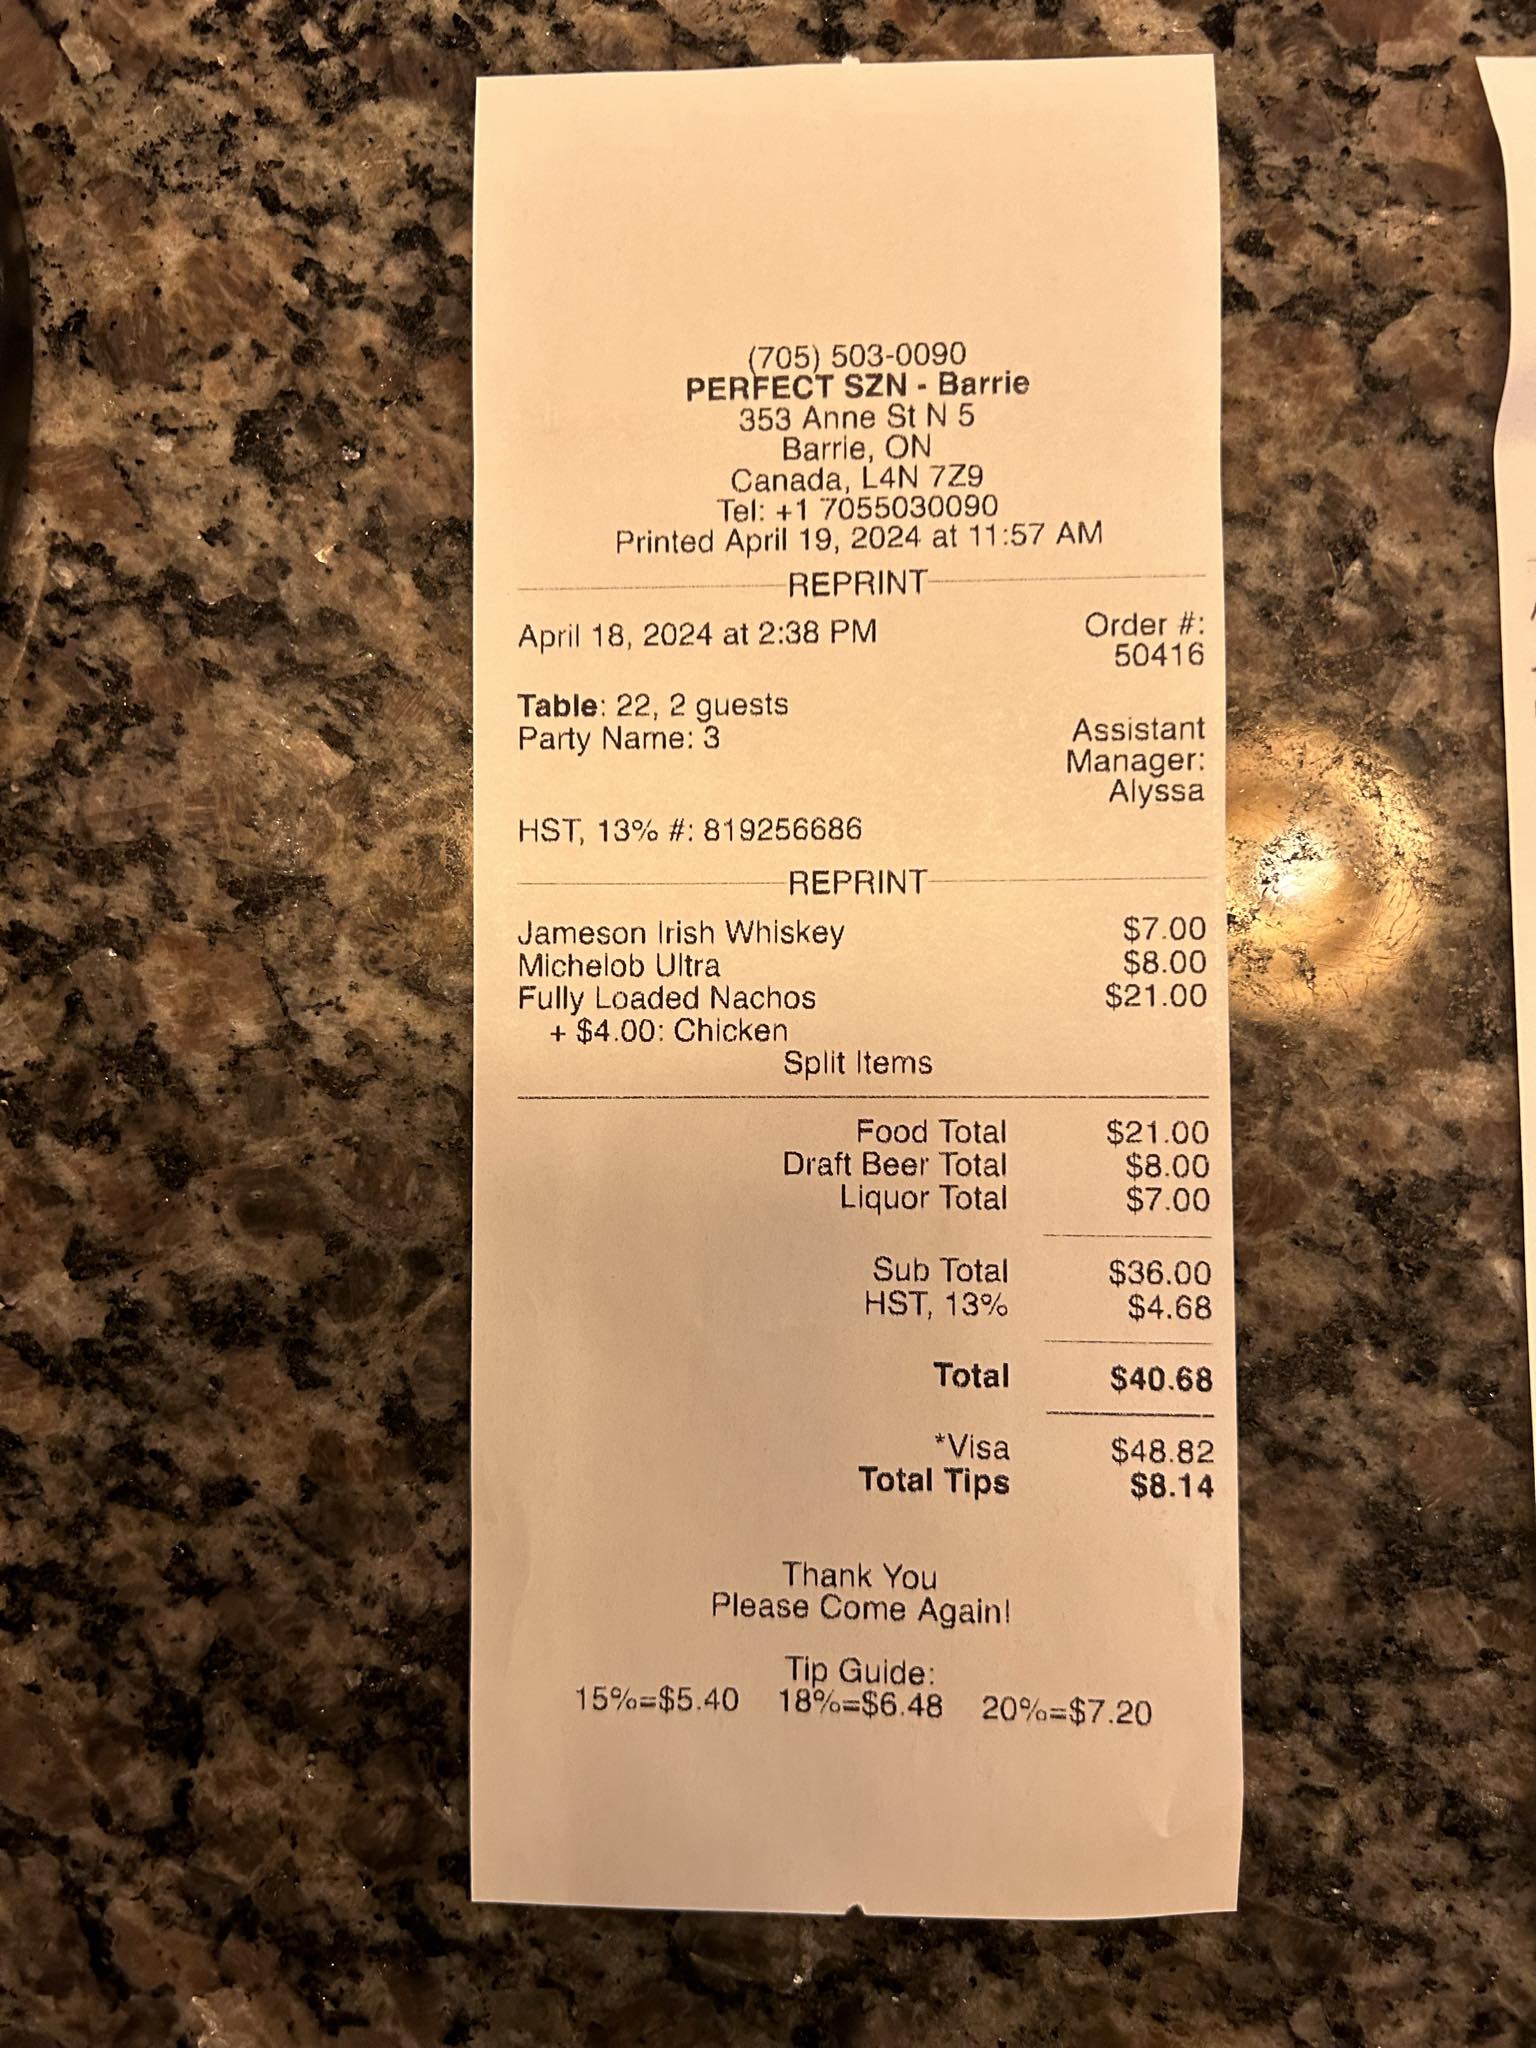 (705) 503-0090
PERFECT SZN - Barrie
353 Anne St N 5
Barrie, ON
Canada, L4N 7Z9
Tel: +1 7055030090
Printed April 19, 2024 at 11:57 AM
REPRINT
April 18, 2024 at 2:38 PM
Order #:
50416
Table: 22, 2 guests
Party Name: 3
Assistant
Manager:
Alyssa
HST, 13% #: 819256686
REPRINT
Jameson Irish Whiskey $7.00
Michelob Ultra $8.00
Fully Loaded Nachos $21.00
+ $4.00: Chicken
Split Items
Food Total $21.00
Draft Beer Total $8.00
Liquor Total $7.00
Sub Total $36.00
HST, 13% $4.68
Total $40.68
*Visa $48.82
Total Tips $8.14
Thank You
Please Come Again!
Tip Guide:
15%=$5.40 18%=$6.48 20%=$7.20